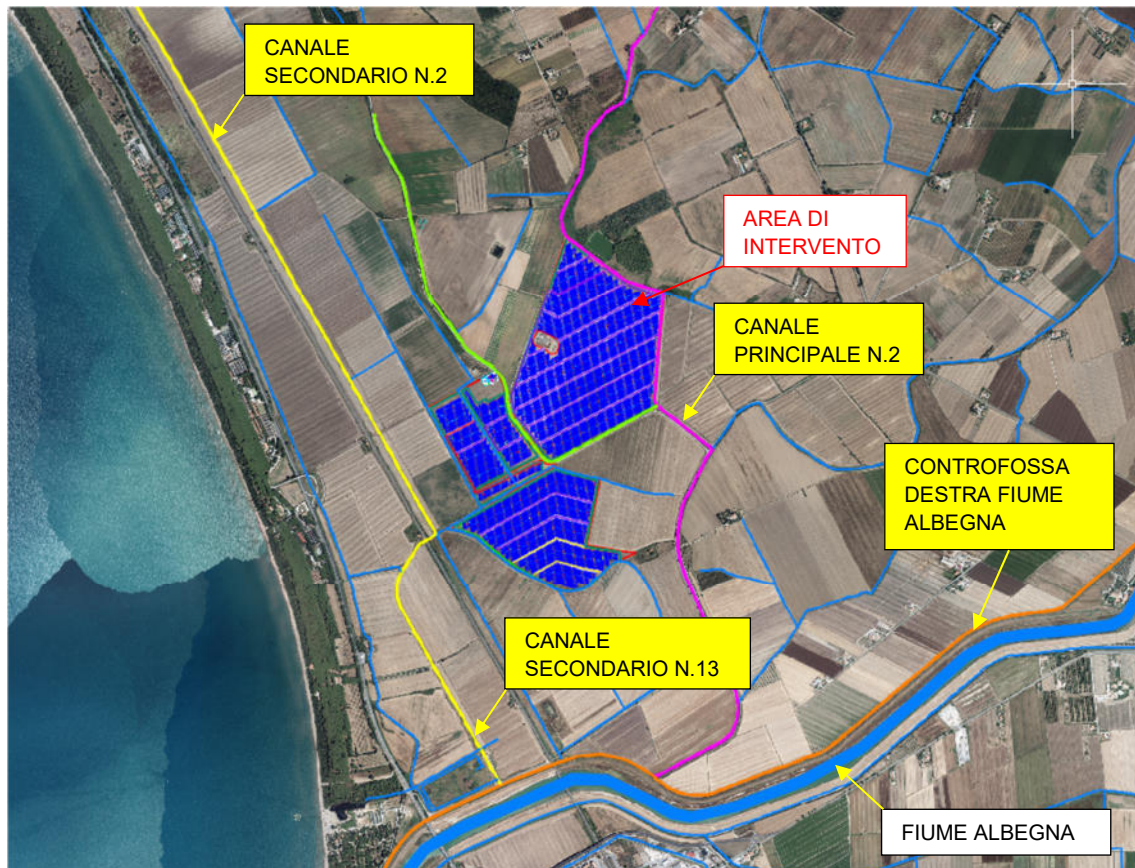 CANALE
SECONDARIO N.2
AREA DI
INTERVENTO
CANALE
PRINCIPALE N.2
CONTROFOSSA
DESTRA FIUME
ALBEGNA
CANALE
SECONDARIO N.13
FIUME ALBEGNA